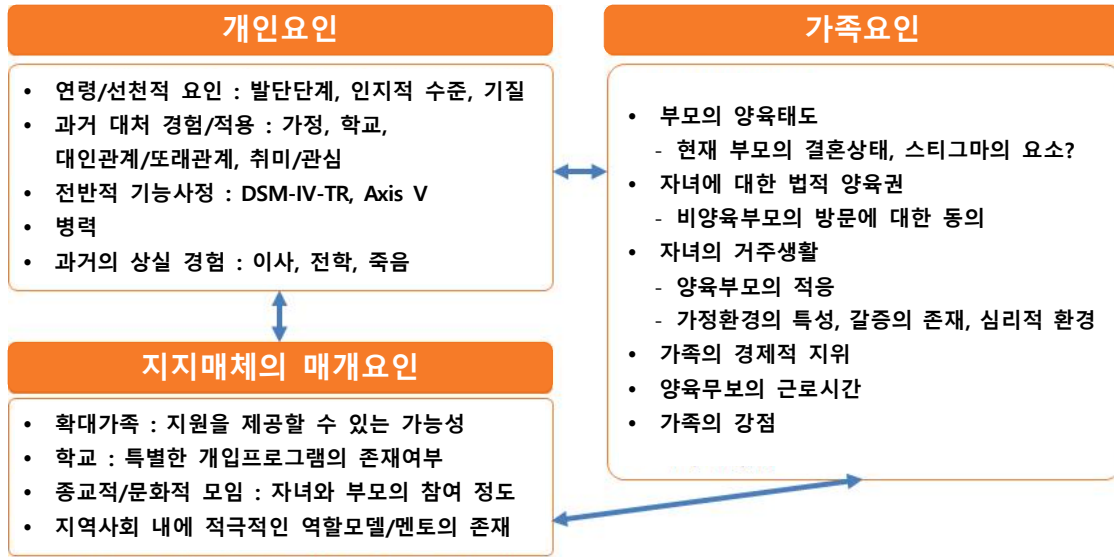 개인요인
• 연령/선천적 요인 : 발단단계, 인지적 수준, 기질
• 과거 대처 경험/적용 : 가정, 학교,
대인관계/또래관계, 취미/관심
• 전반적 기능사정 : DSM-IV-TR, Axis V
• 병력
• 과거의 상실 경험 : 이사, 전학, 죽음
지지매체의 매개요인
• 확대가족 : 지원을 제공할 수 있는 가능성
• 학교 : 특별한 개입프로그램의 존재여부
• 종교적/문화적 모임 : 자녀와 부모의 참여 정도
• 지역사회 내에 적극적인 역할모델/멘토의 존재
가족요인
• 부모의 양육태도
- 현재 부모의 결혼상태, 스티그마의 요소?
• 자녀에 대한 법적 양육권
- 비양육부모의 방문에 대한 동의
• 자녀의 거주생활
- 양육부모의 적응
- 가정환경의 특성, 갈증의 존재, 심리적 환경
• 가족의 경제적 지위
• 양육무보의 근로시간
• 가족의 강점